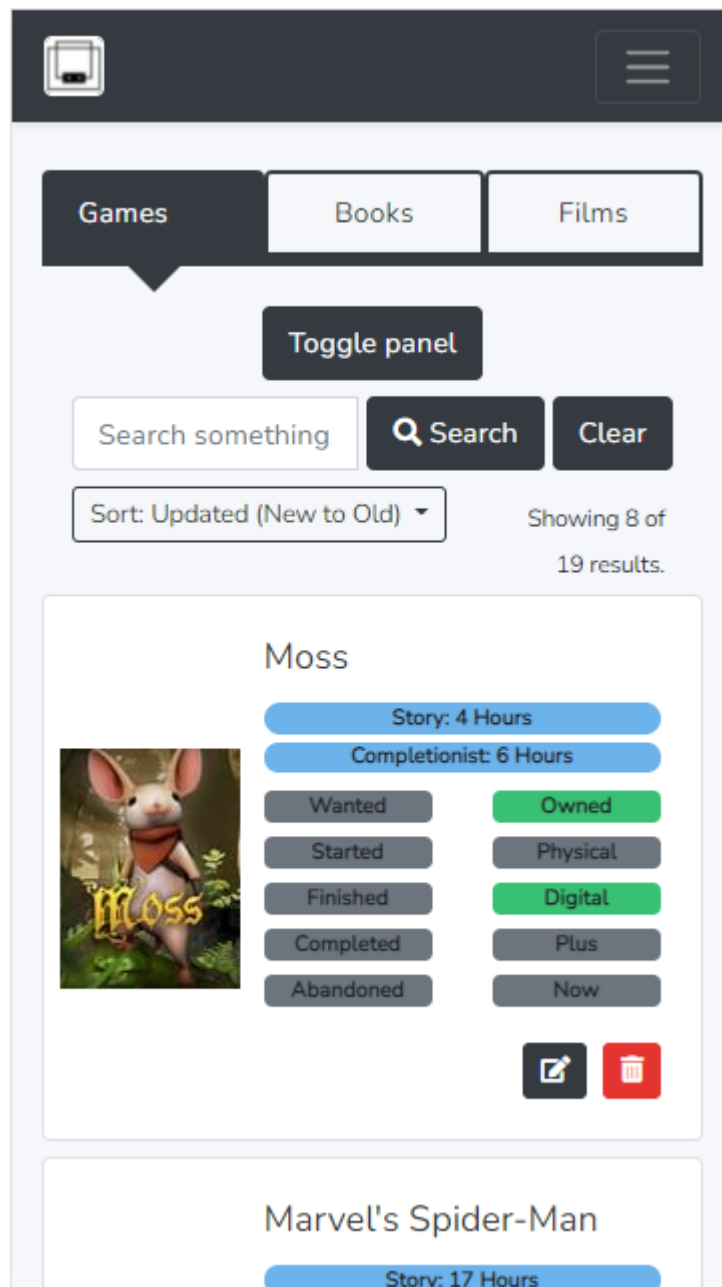 Games Books Films
Toggle panel
Search something Search Clear
Sort: Updated (New to Old) Showing 8 of
19 results.
Moss
Story: 4 Hours
Completionist: 6 Hours
Wanted Owned
Started Physical
Finished Digital
Completed Plus
Abandoned Now
Moss
Marvel's Spider-Man
Story: 17 Hours